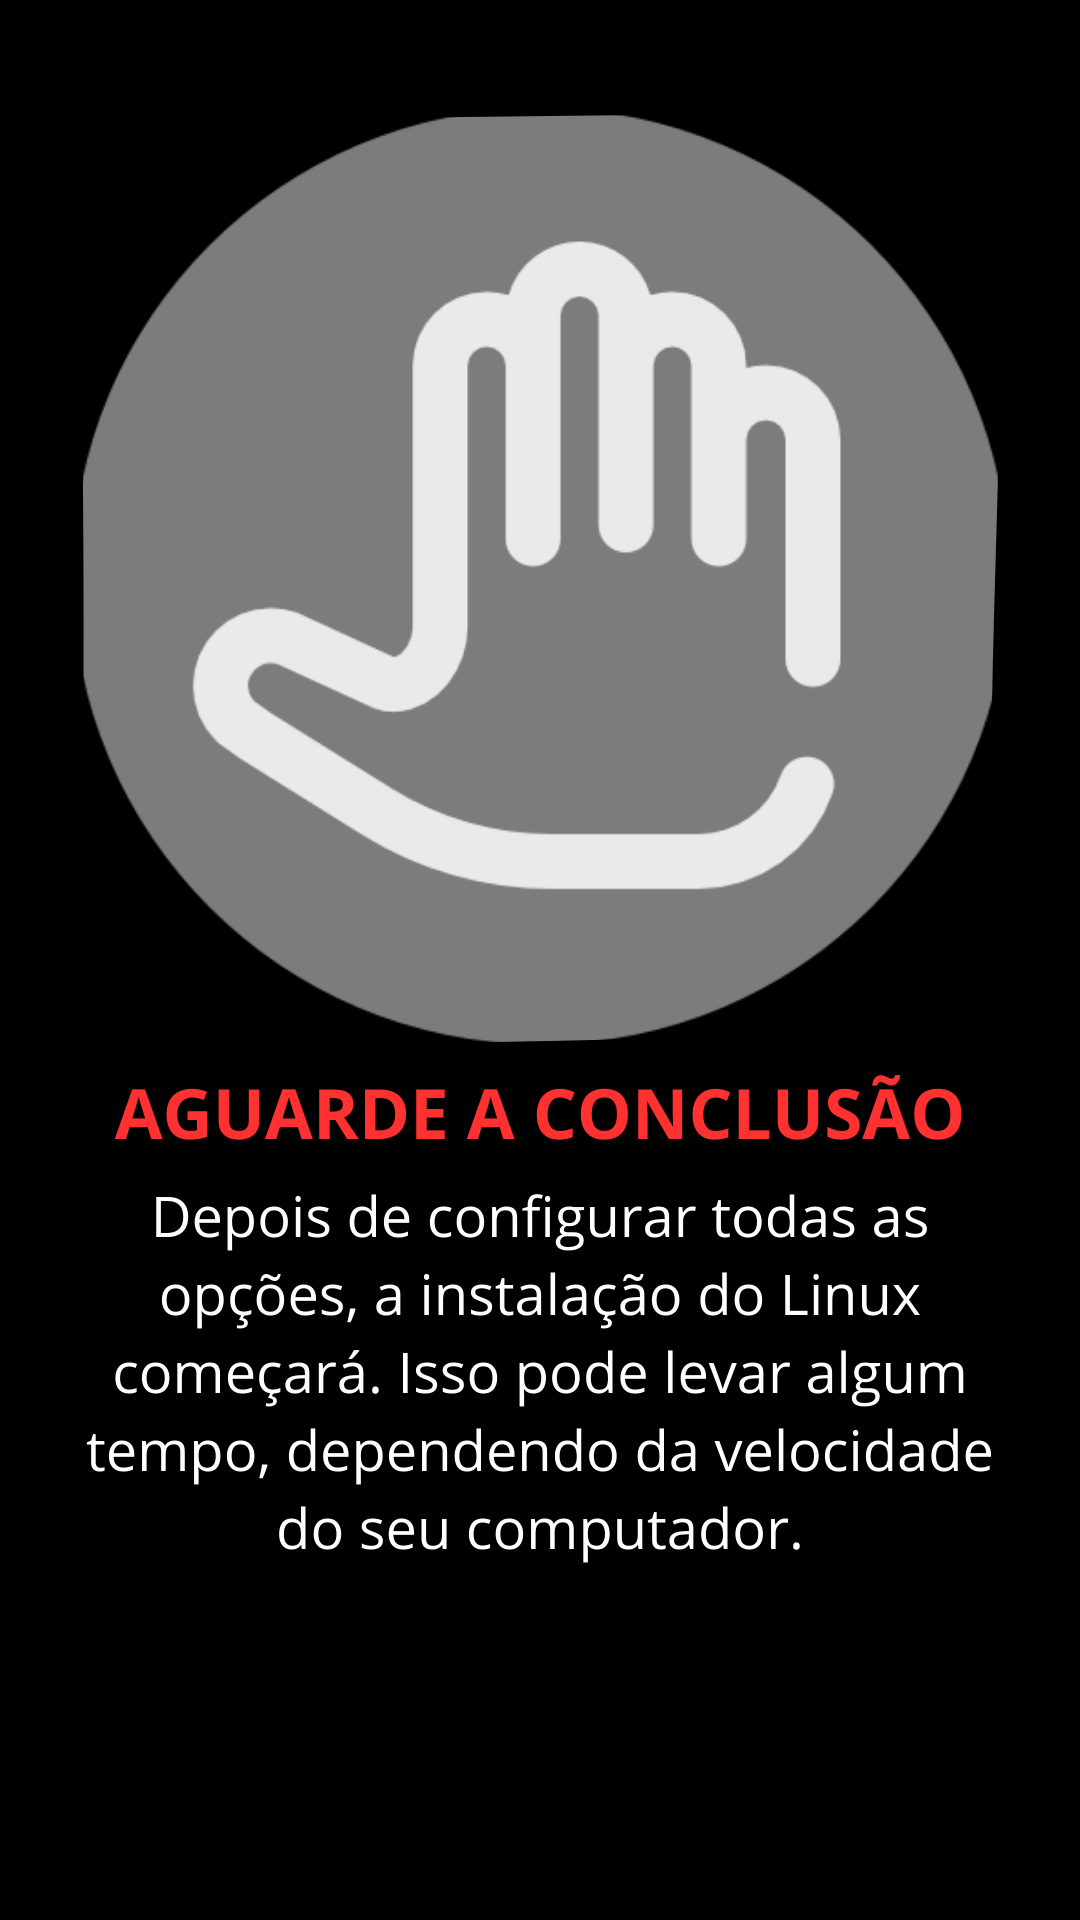 AGUARDE A CONCLUSÃO
Depois de configurar todas as
opções, a instalação do Linux
começará. Isso pode levar algum
tempo, dependendo da velocidade
do seu computador.